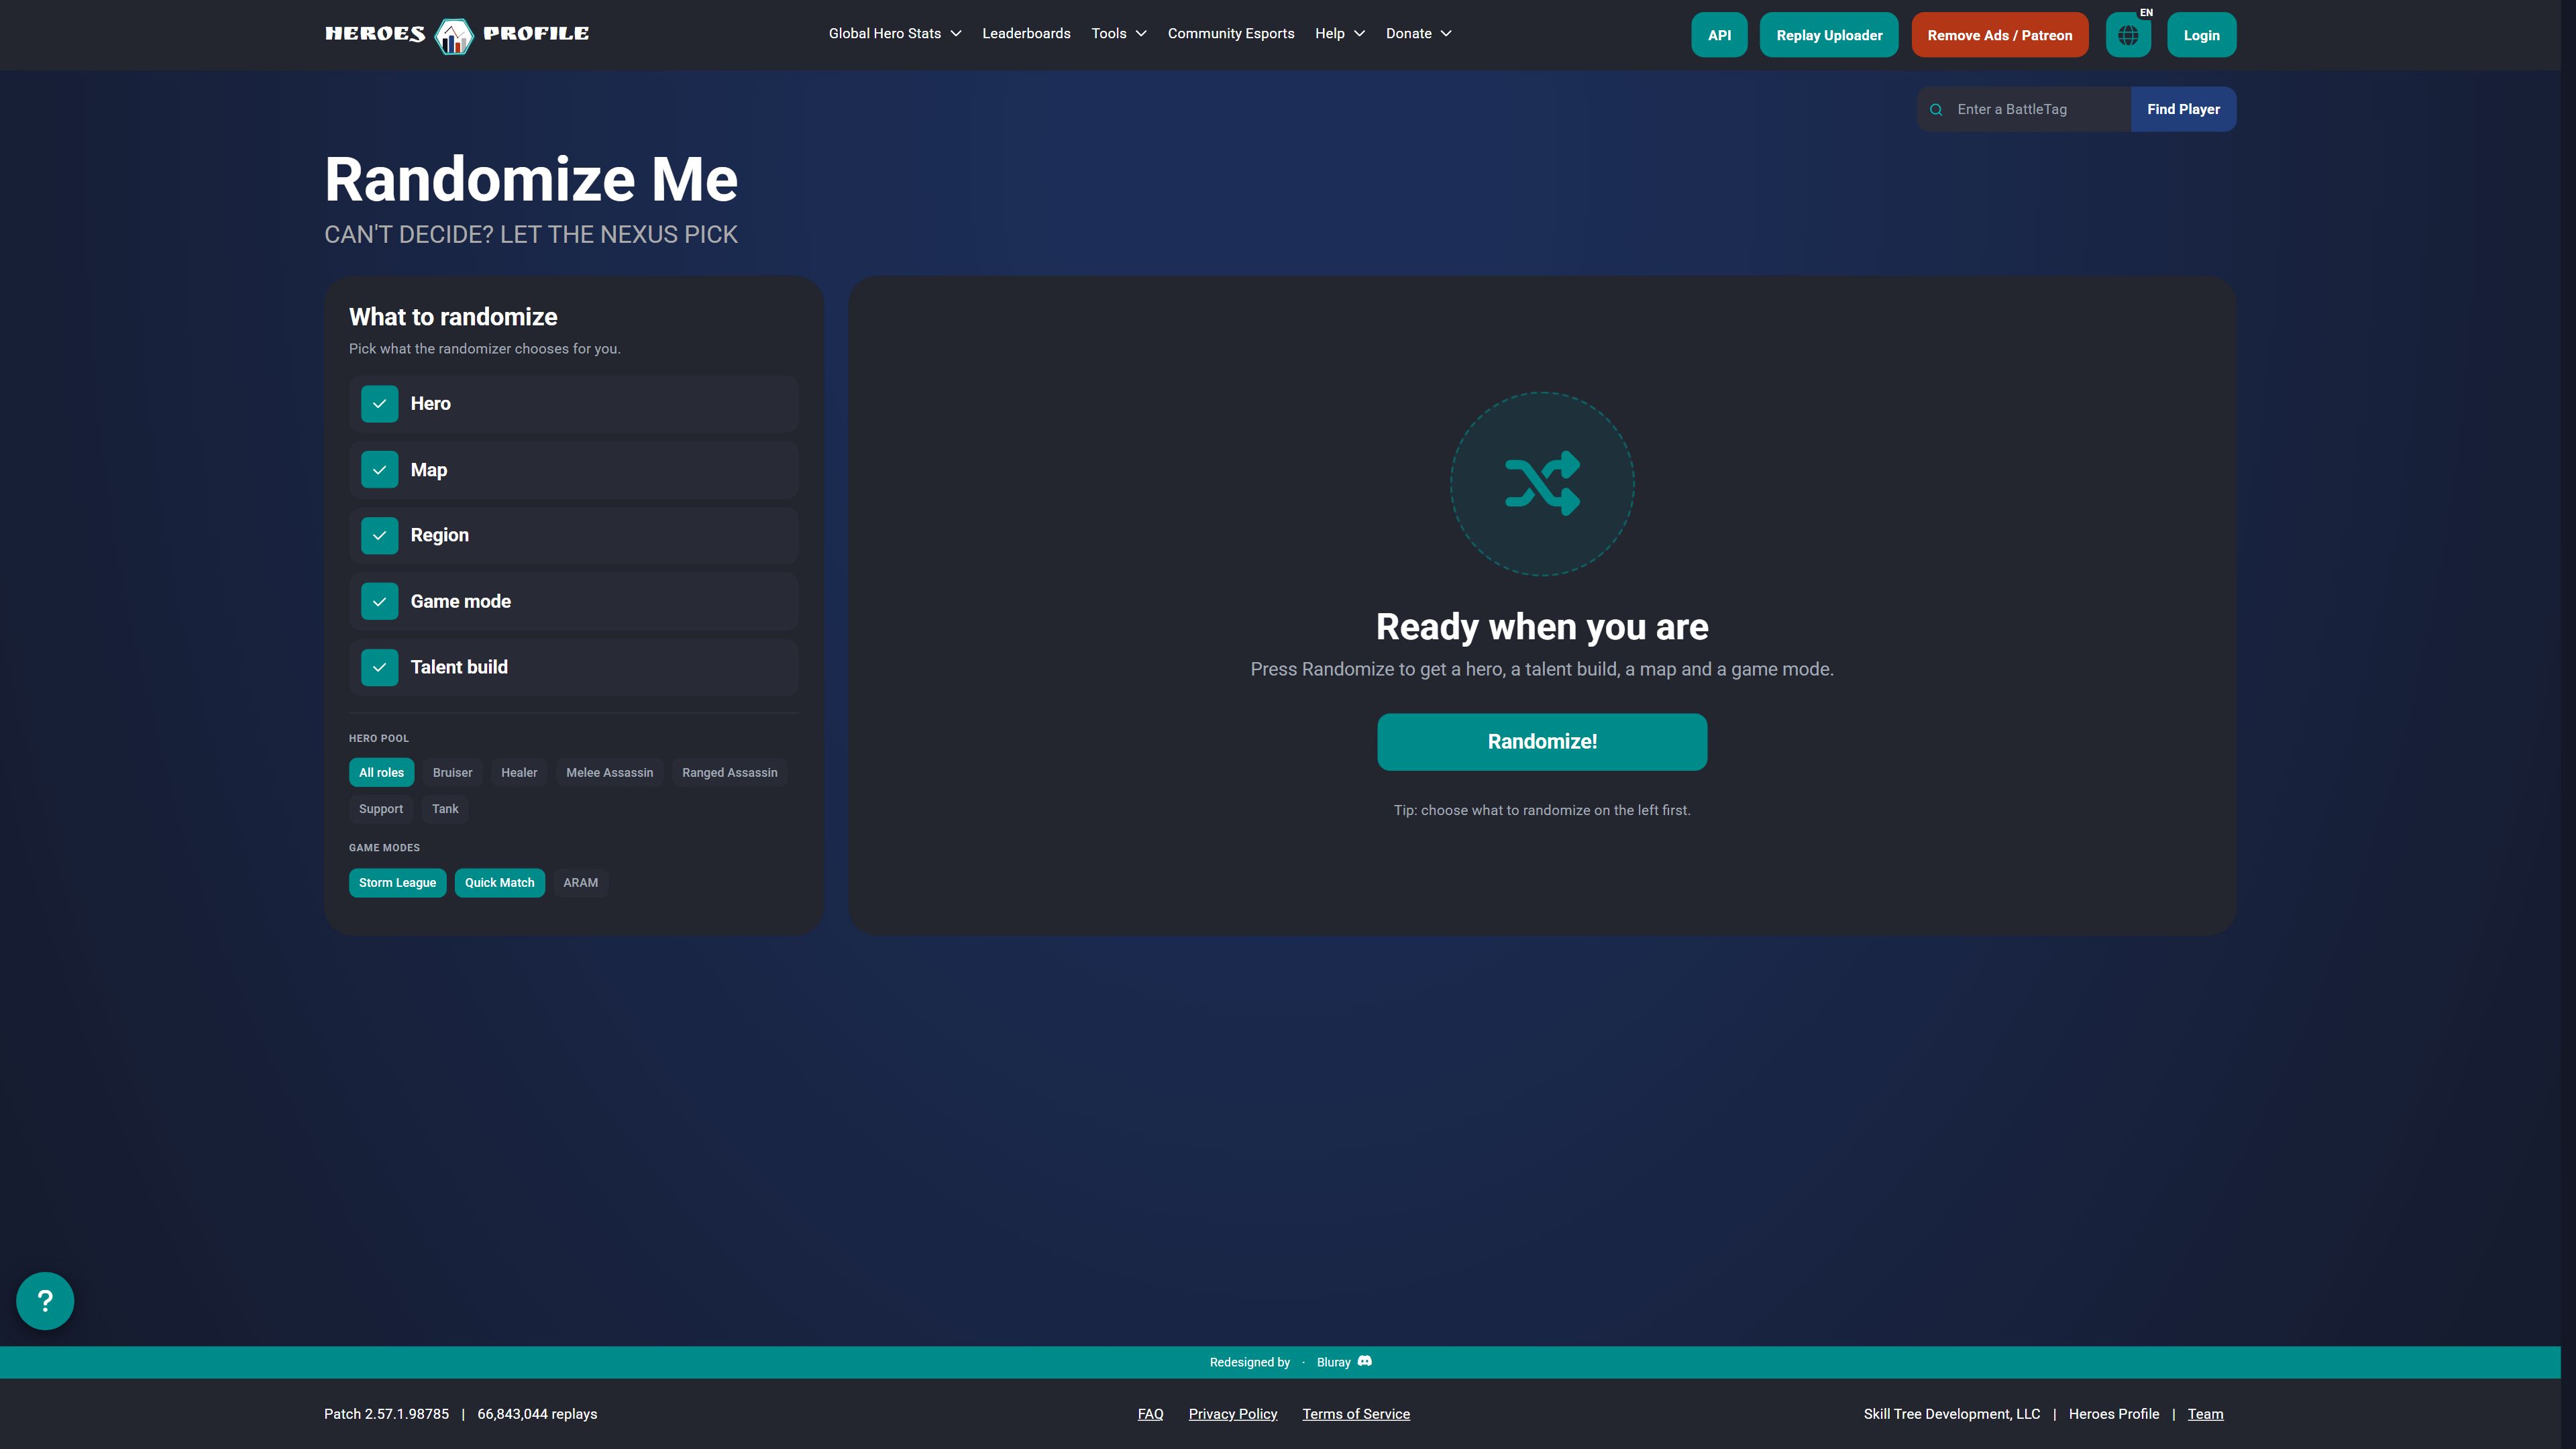 HEROES PROFILE
Global Hero Stats
Leaderboards
Tools
Community Esports
Help
Donate
API
Replay Uploader
Remove Ads / Patreon
EN
Login
Enter a BattleTag
Find Player
Randomize Me
CAN'T DECIDE? LET THE NEXUS PICK
What to randomize
Pick what the randomizer chooses for you.
Hero
Map
Region
Game mode
Talent build
HERO POOL
All roles Bruiser Healer Melee Assassin Ranged Assassin
Support Tank
GAME MODES
Storm League Quick Match ARAM
Ready when you are
Press Randomize to get a hero, a talent build, a map and a game mode.
Randomize!
Tip: choose what to randomize on the left first.
?
Redesigned by · Bluray
Patch 2.57.1.98785 | 66,843,044 replays
FAQ Privacy Policy Terms of Service
Skill Tree Development, LLC | Heroes Profile | Team